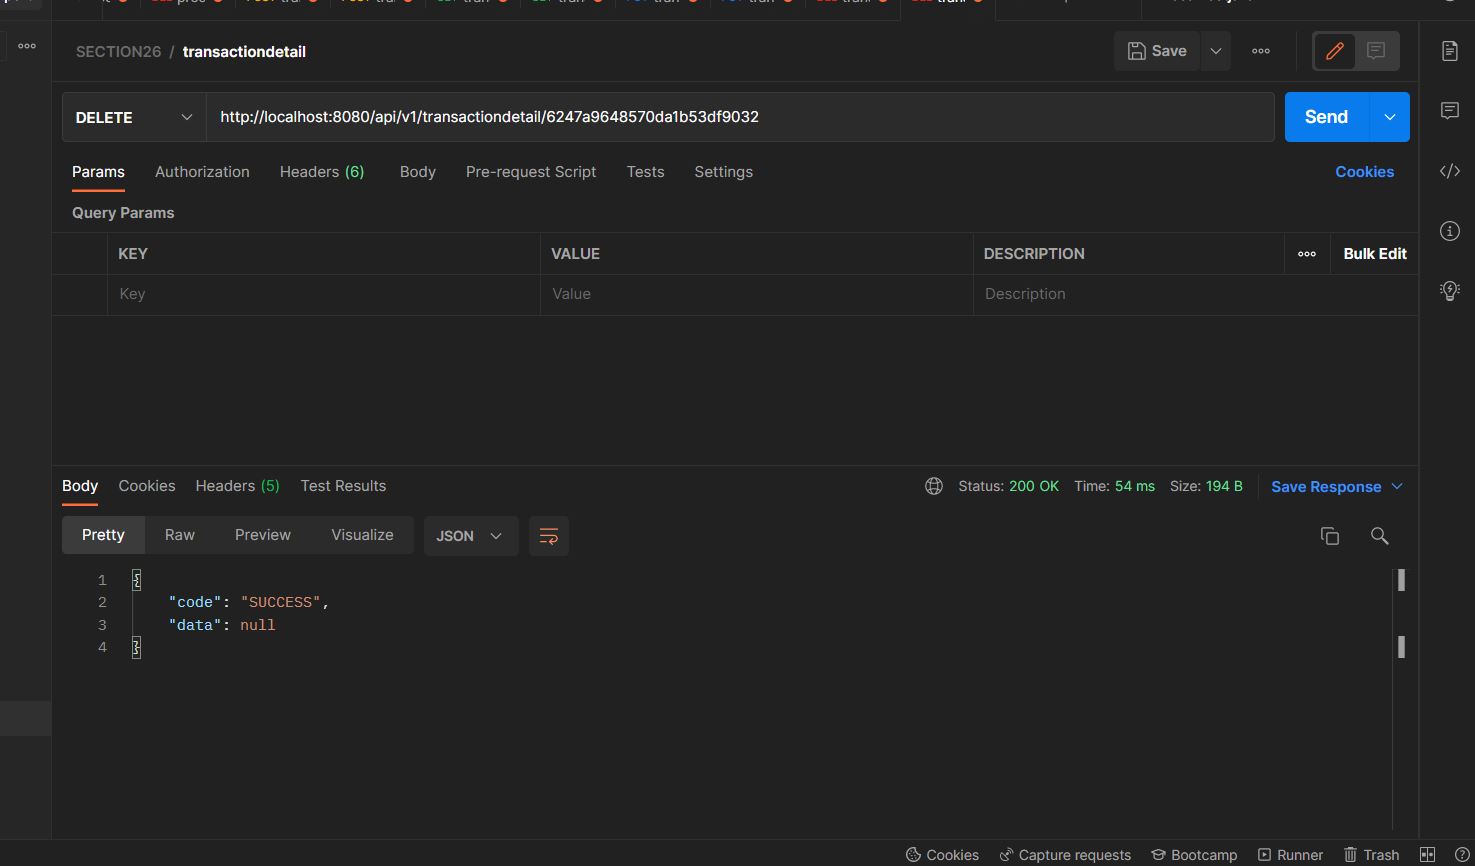 SECTION26 / transactiondetail
Save
DELETE
http://localhost:8080/api/v1/transactiondetail/6247a9648570da1b53df9032
Send
Params Authorization Headers (6) Body Pre-request Script Tests Settings Cookies
Query Params
KEY VALUE DESCRIPTION Bulk Edit
Key Value Description
Body Cookies Headers (5) Test Results Status: 200 OK Time: 54 ms Size: 194 B Save Response
Pretty Raw Preview Visualize JSON
1 {
2 "code": "SUCCESS",
3 "data": null
4 }
Cookies Capture requests Bootcamp Runner Trash